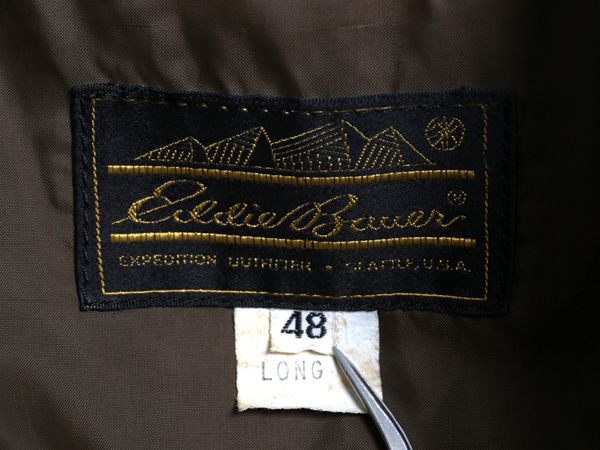 Eddie Bauer®
EXPEDITION OUTFITTER ★ SEATTLE, U.S.A.
48
LONG